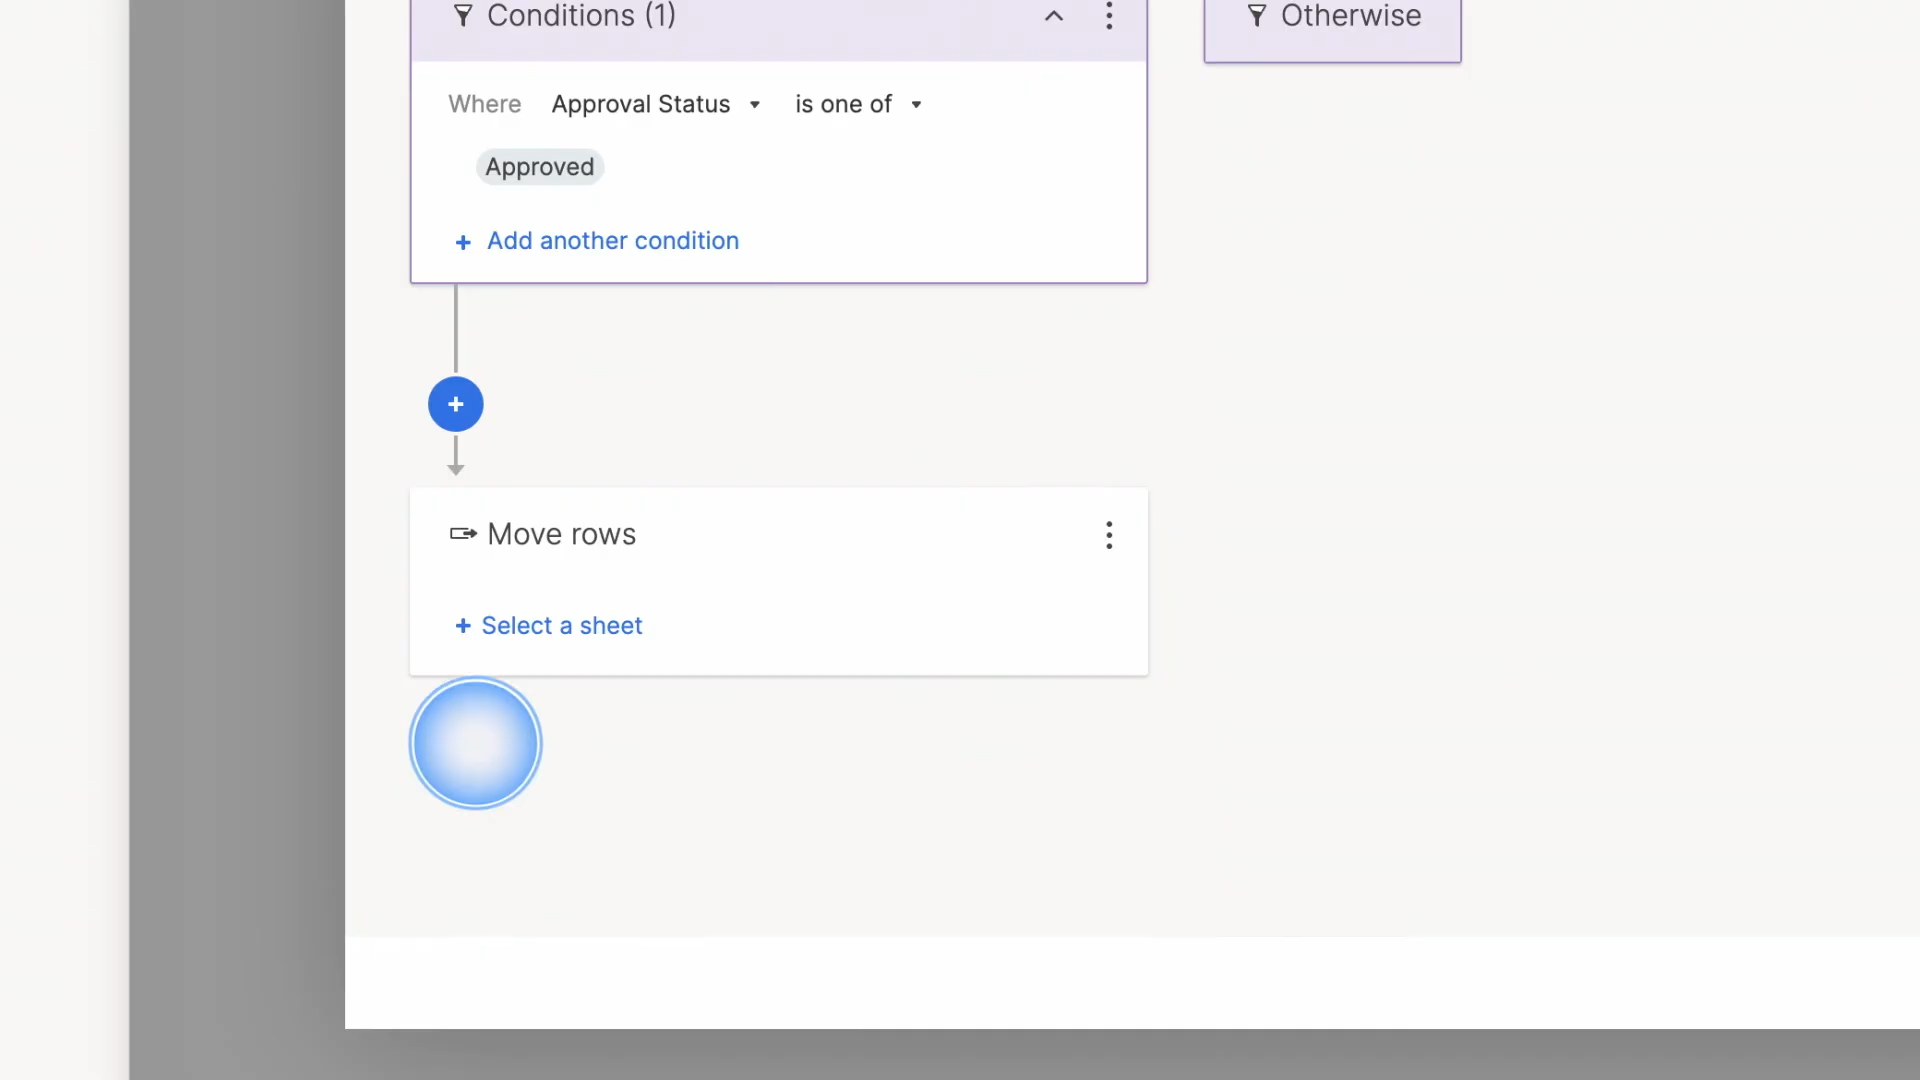 Conditions (1)
Otherwise
Where Approval Status is one of
Approved
+ Add another condition
+
Move rows
+ Select a sheet